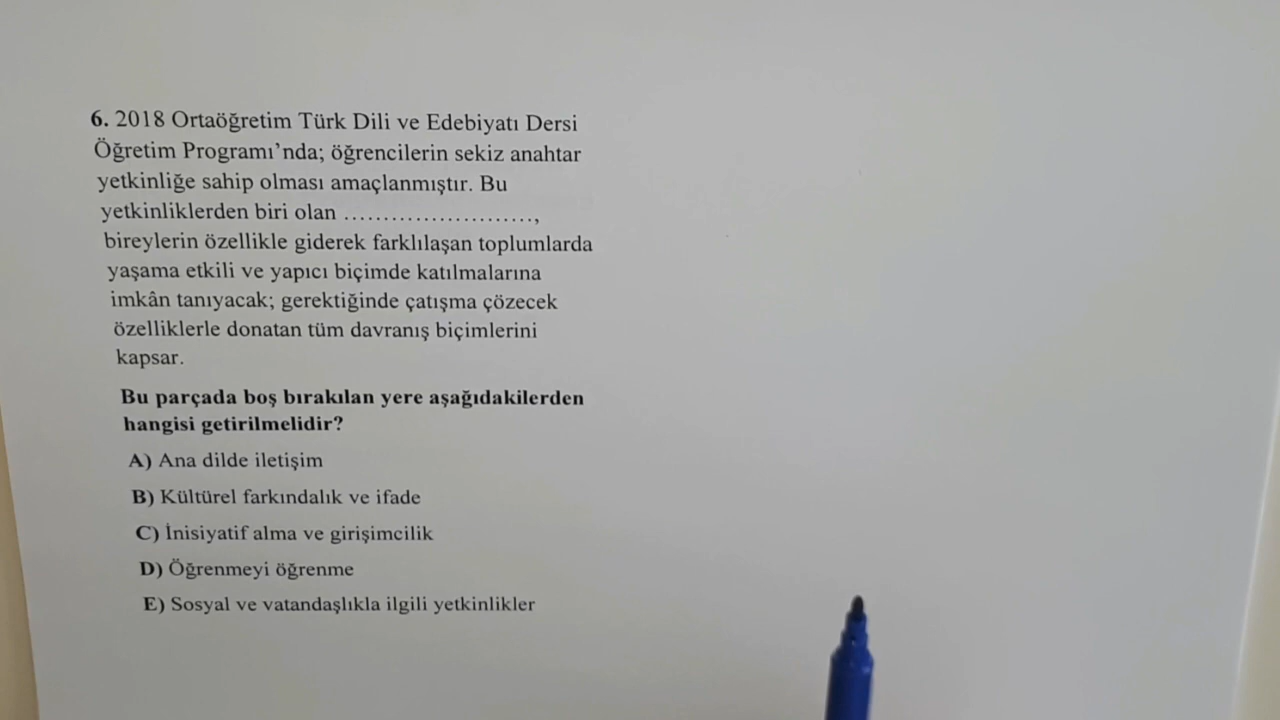 6. 2018 Ortaöğretim Türk Dili ve Edebiyatı Dersi
Öğretim Programı'nda; öğrencilerin sekiz anahtar
yetkinliğe sahip olması amaçlanmıştır. Bu
yetkinliklerden biri olan ........................,
bireylerin özellikle giderek farklılaşan toplumlarda
yaşama etkili ve yapıcı biçimde katılmalarına
imkân tanıyacak; gerektiğinde çatışma çözecek
özelliklerle donatan tüm davranış biçimlerini
kapsar.
Bu parçada boş bırakılan yere aşağıdakilerden
hangisi getirilmelidir?
A) Ana dilde iletişim
B) Kültürel farkındalık ve ifade
C) İnisiyatif alma ve girişimcilik
D) Öğrenmeyi öğrenme
E) Sosyal ve vatandaşlıkla ilgili yetkinlikler